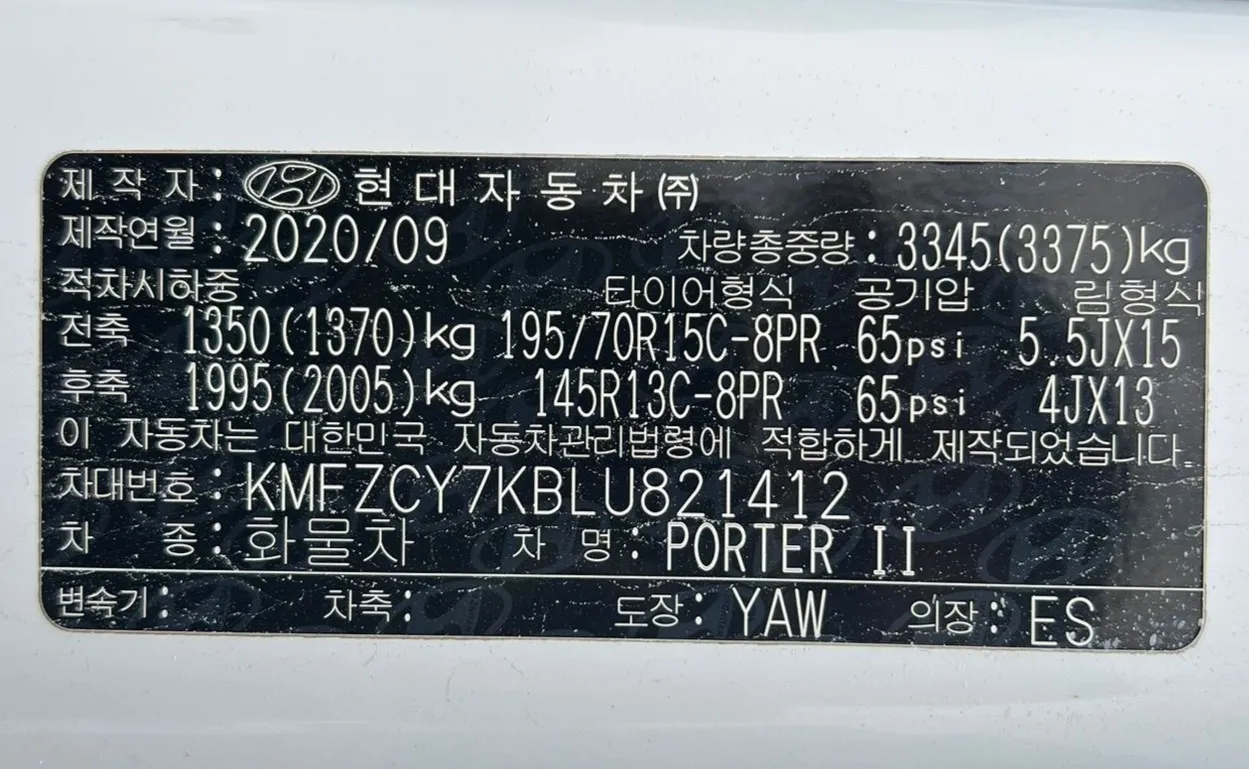 제 작 자 : 현 대 자 동 차 ㈜
제작연월 : 2020/09 차량총중량 : 3345(3375)kg
적차시하중 타이어형식 공기압 림형식
전축 1350(1370)kg 195/70R15C-8PR 65psi 5.5JX15
후축 1995(2005)kg 145R13C-8PR 65psi 4JX13
이 자동차는 대한민국 자동차관리법령에 적합하게 제작되었습니다.
차대번호 : KMFZCY7KBLU821412
차 종 : 화물차 차 명 : PORTER II
변속기 : 차축 : 도장 : YAW 의장 : ES